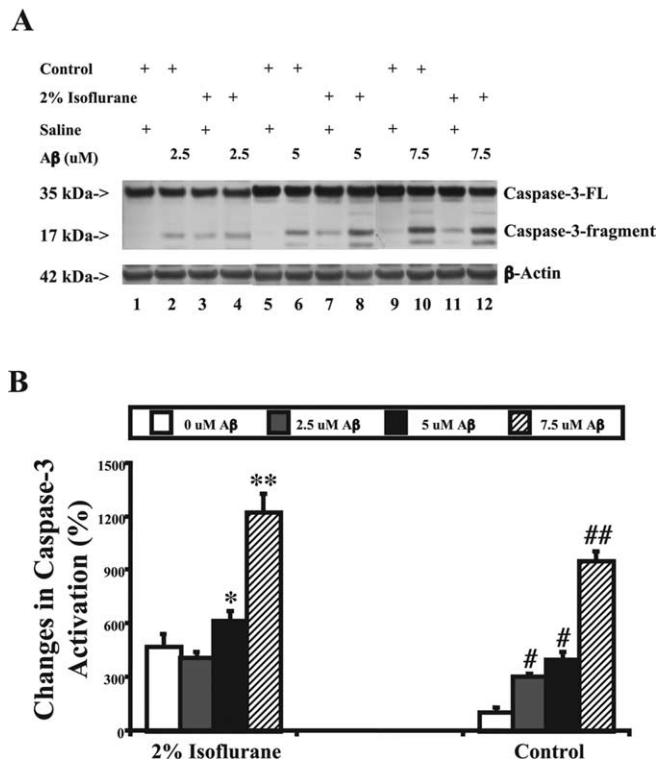 A
Control + + + + + +
2% Isoflurane + + + + + +
Saline + + + + + +
Aβ (uM) 2.5 2.5 5 5 7.5 7.5
35 kDa-> Caspase-3-FL
17 kDa-> Caspase-3-fragment
42 kDa-> β-Actin
1 2 3 4 5 6 7 8 9 10 11 12
B
0 uM Aβ 2.5 uM Aβ 5 uM Aβ 7.5 uM Aβ
Changes in Caspase-3
Activation (%)
1500
1200
900
600
300
0
* ** # # ##
2% Isoflurane Control